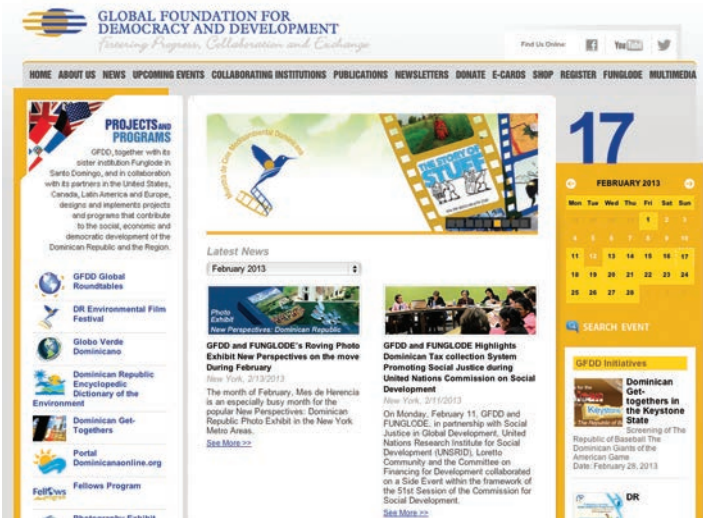 GLOBAL FOUNDATION FOR
DEMOCRACY AND DEVELOPMENT
Fostering Progress, Collaboration and Exchange
Find Us Online:
f
You Tube
HOME ABOUT US NEWS UPCOMING EVENTS COLLABORATING INSTITUTIONS PUBLICATIONS NEWSLETTERS DONATE E-CARDS SHOP REGISTER FUNGLODE MULTIMEDIA
PROJECTS AND
PROGRAMS
GFDD, together with its
sister institution Funglode in
Santo Domingo, and in collaboration
with its partners in the United States,
Canada, Latin America and Europe,
designs and implements projects
and programs that contribute
to the social, economic and
democratic development of the
Dominican Republic and the Region.
GFDD Global
Roundtables
DR Environmental Film
Festival
Globo Verde
Dominicano
Dominican Republic
Encyclopedic
Dictionary of the
Environment
Dominican Get-
Togethers
Portal
Dominicanaonline.org
Fellows
Fellows Program
Photography Exhibit
Muestra de Cine Medioambiental Dominicana
THE STORY OF
STUFF
Latest News
February 2013
Photo
Exhibit
New Perspectives: Dominican Republic
GFDD and FUNGLODE's Roving Photo
Exhibit New Perspectives on the move
During February
New York, 2/13/2013
The month of February, Mes de Herencia
is an especially busy month for the
popular New Perspectives: Dominican
Republic Photo Exhibit in the New York
Metro Areas.
See More >>
GFDD and FUNGLODE Highlights
Dominican Tax collection System
Promoting Social Justice during
United Nations Commission on Social
Development
New York, 2/11/2013
On Monday, February 11, GFDD and
FUNGLODE, in partnership with Social
Justice in Global Development, United
Nations Research Institute for Social
Development (UNSRID), Loretto
Community and the Committee on
Financing for Development collaborated
on a Side Event within the framework of
the 51st Session of the Commission for
Social Development.
See More >>
17
FEBRUARY 2013
Mon Tue Wed Thu Fri Sat Sun
1 2 3
4 5 6 7 8 9 10
11 12 13 14 15 16 17
18 19 20 21 22 23 24
25 26 27 28
SEARCH EVENT
GFDD Initiatives
Keystone
Dominican
Get-
togethers in
the Keystone
State
Screening of The
Republic of Baseball The
Dominican Giants of the
American Game
Date: February 28, 2013
DR